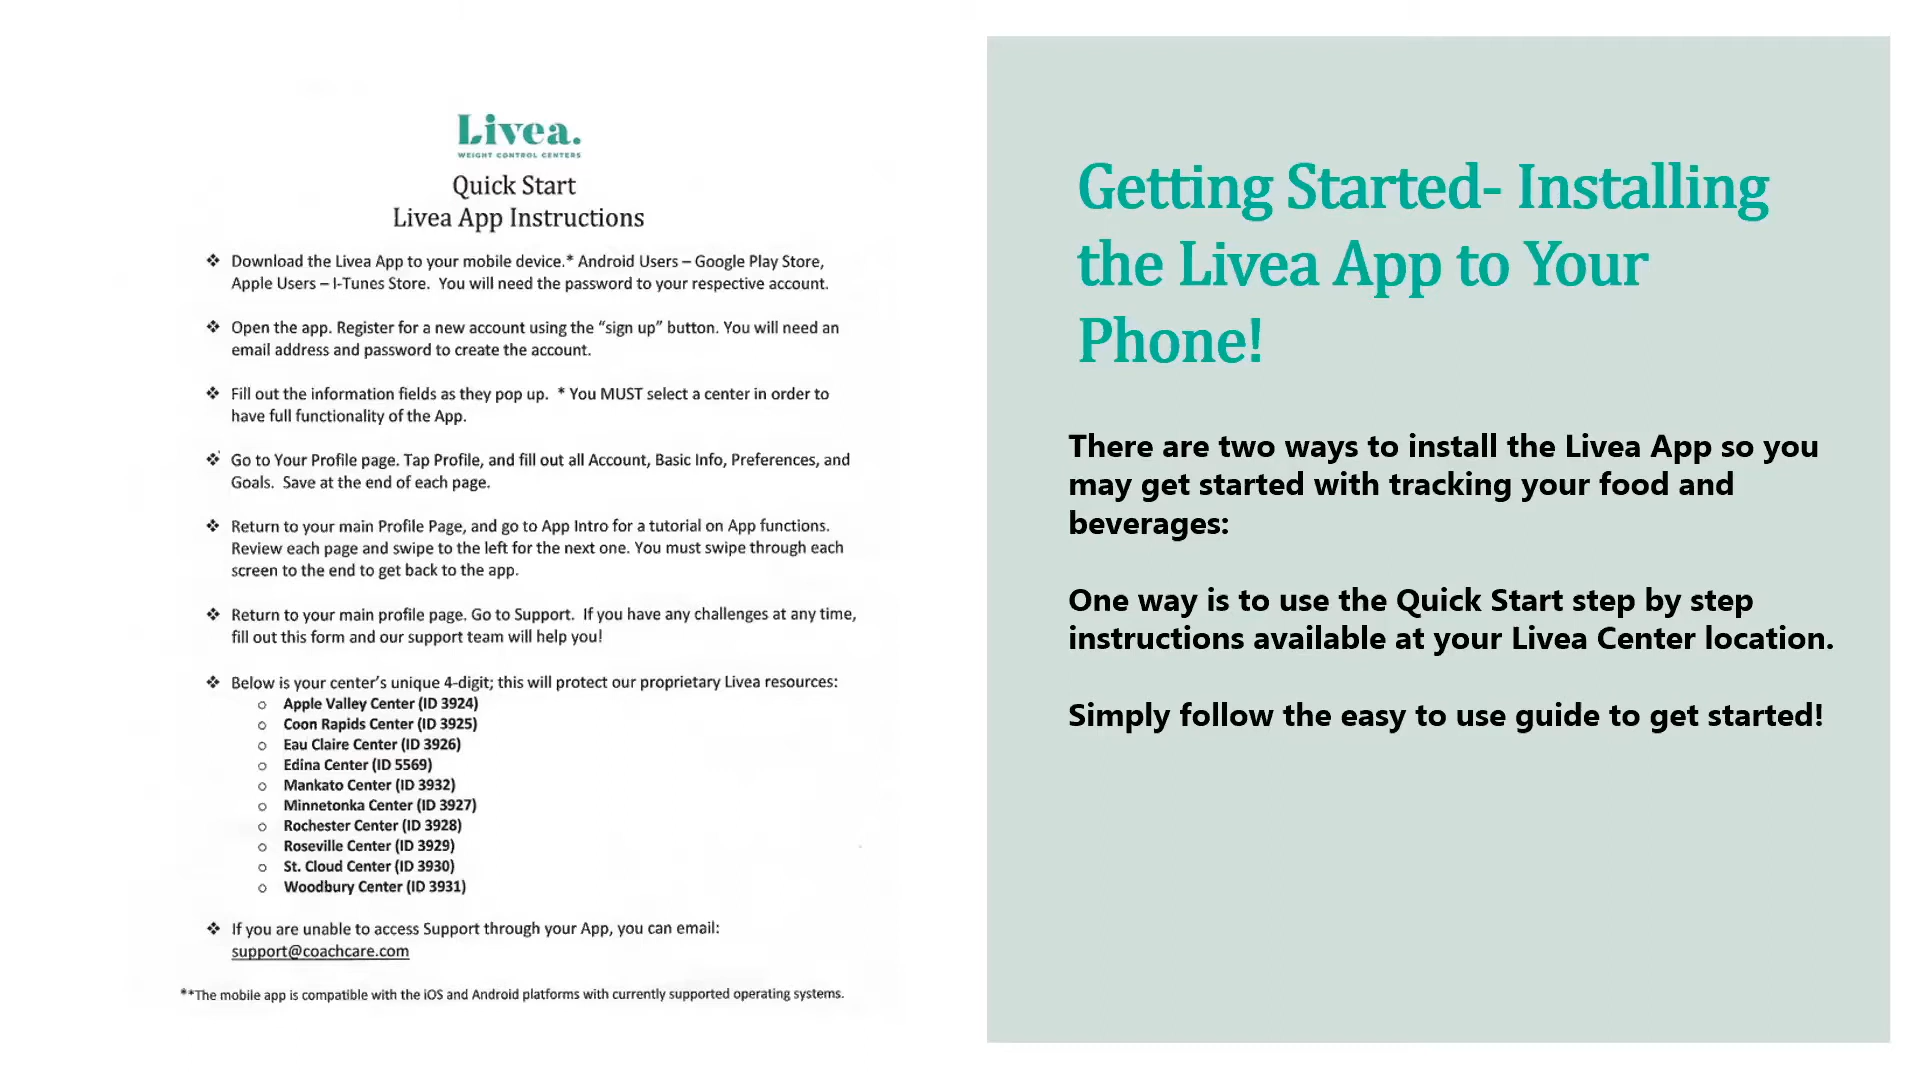 Livea.
WEIGHT CONTROL CENTERS
Quick Start
Livea App Instructions
❖ Download the Livea App to your mobile device.* Android Users – Google Play Store,
Apple Users – I-Tunes Store. You will need the password to your respective account.
❖ Open the app. Register for a new account using the “sign up” button. You will need an
email address and password to create the account.
❖ Fill out the information fields as they pop up. * You MUST select a center in order to
have full functionality of the App.
❖ Go to Your Profile page. Tap Profile, and fill out all Account, Basic Info, Preferences, and
Goals. Save at the end of each page.
❖ Return to your main Profile Page, and go to App Intro for a tutorial on App functions.
Review each page and swipe to the left for the next one. You must swipe through each
screen to the end to get back to the app.
❖ Return to your main profile page. Go to Support. If you have any challenges at any time,
fill out this form and our support team will help you!
❖ Below is your center’s unique 4-digit; this will protect our proprietary Livea resources:
o Apple Valley Center (ID 3924)
o Coon Rapids Center (ID 3925)
o Eau Claire Center (ID 3926)
o Edina Center (ID 5569)
o Mankato Center (ID 3932)
o Minnetonka Center (ID 3927)
o Rochester Center (ID 3928)
o Roseville Center (ID 3929)
o St. Cloud Center (ID 3930)
o Woodbury Center (ID 3931)
❖ If you are unable to access Support through your App, you can email:
support@coachcare.com
**The mobile app is compatible with the iOS and Android platforms with currently supported operating systems.
Getting Started- Installing
the Livea App to Your
Phone!
There are two ways to install the Livea App so you
may get started with tracking your food and
beverages:
One way is to use the Quick Start step by step
instructions available at your Livea Center location.
Simply follow the easy to use guide to get started!